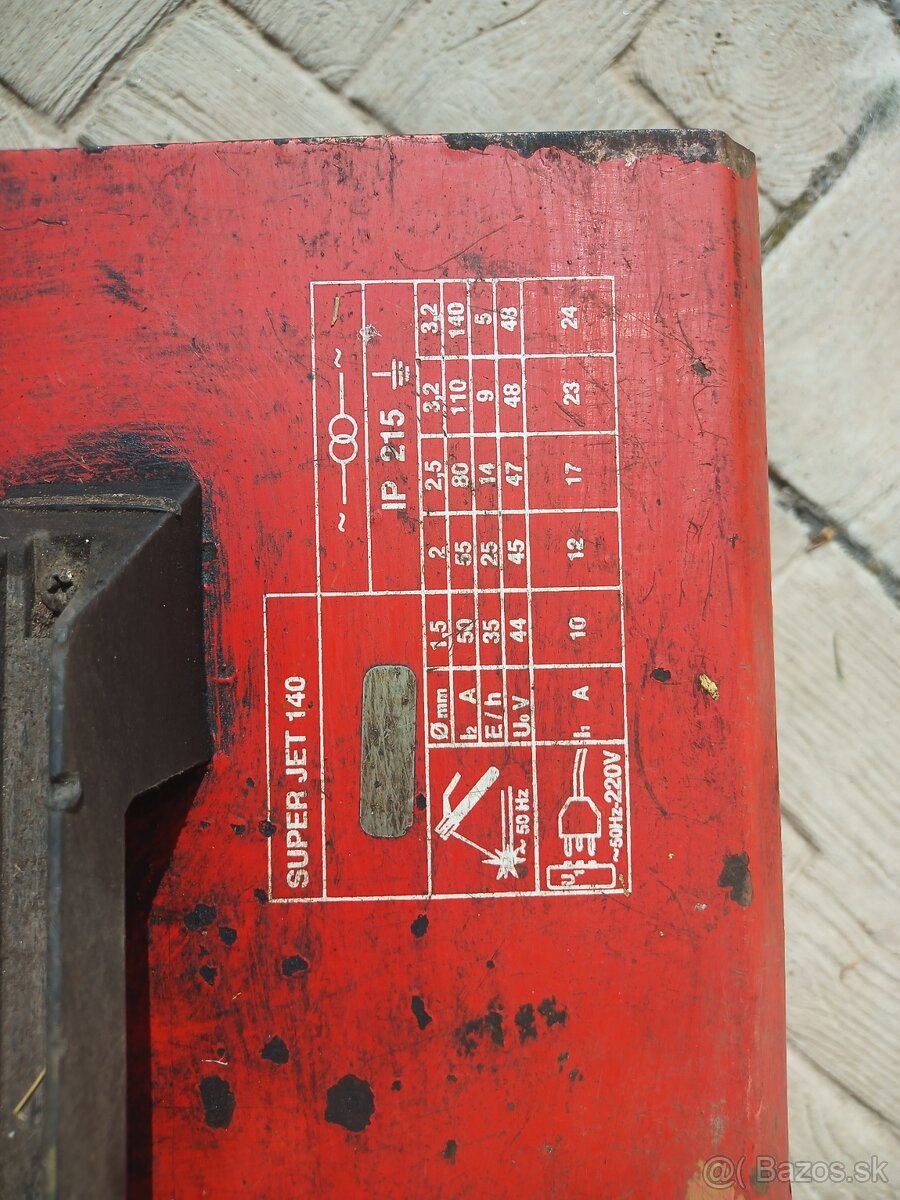 SUPER JET 140
~ ~
IP 215
Ø mm 1,5 2 2,5 3,2 3,2
I₂ A 50 55 80 110 140
E/h 35 25 14 9 5
U₀ V 44 45 47 48 48
50 Hz
I₁ A 10 12 17 23 24
U₁
~50Hz-220V
@( Bazos.sk